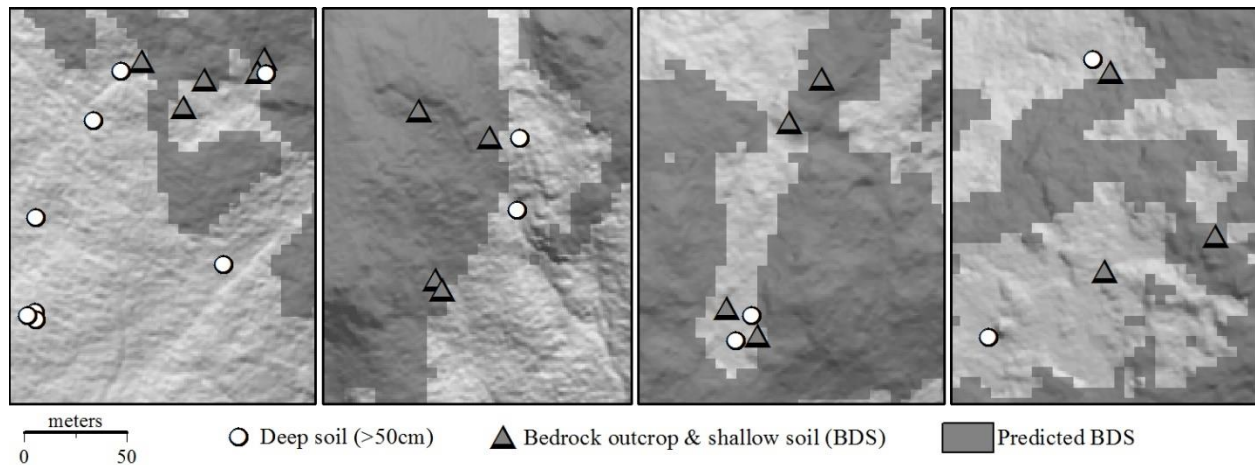 meters
0 50
Deep soil (>50cm)
Bedrock outcrop & shallow soil (BDS)
Predicted BDS